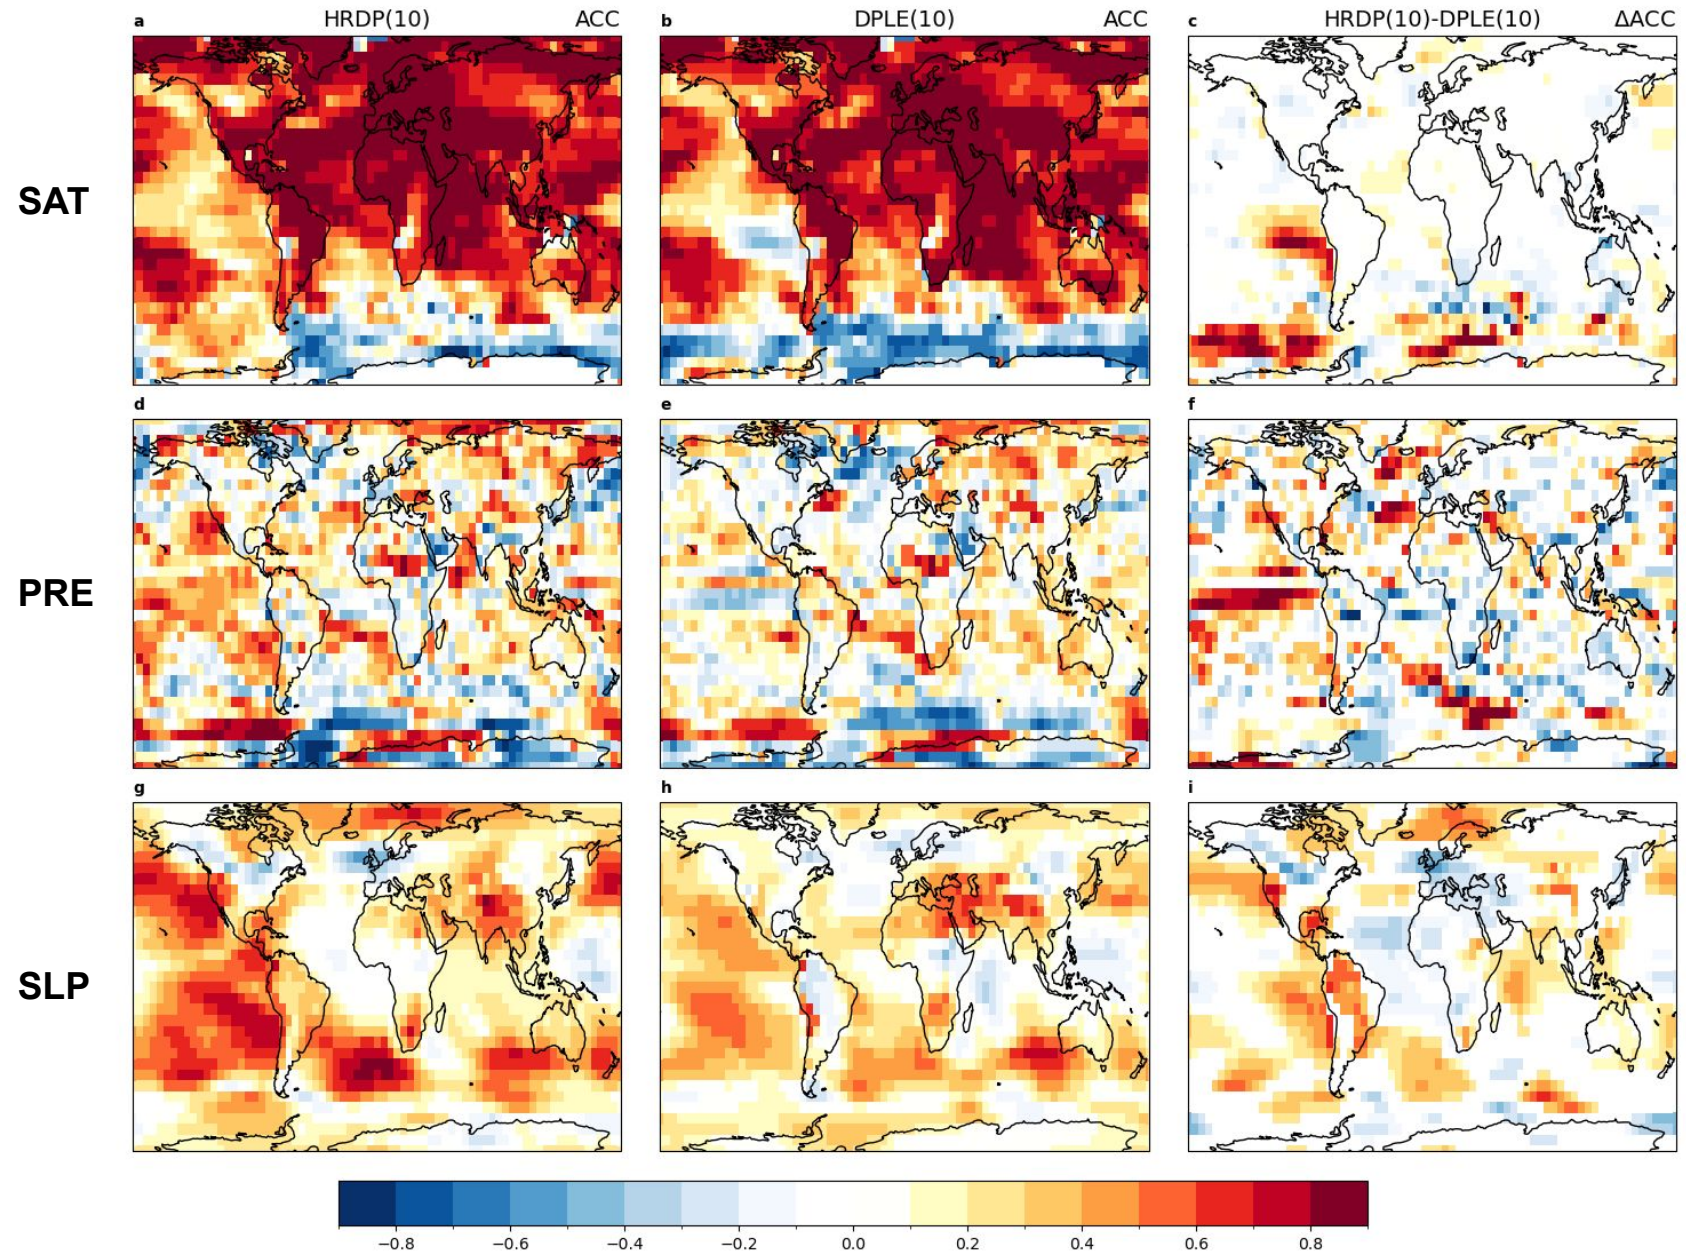 a HRDP(10) ACC
b DPLE(10) ACC
c HRDP(10)-DPLE(10) ΔACC
SAT
d
e
f
PRE
g
h
i
SLP
−0.8 −0.6 −0.4 −0.2 0.0 0.2 0.4 0.6 0.8